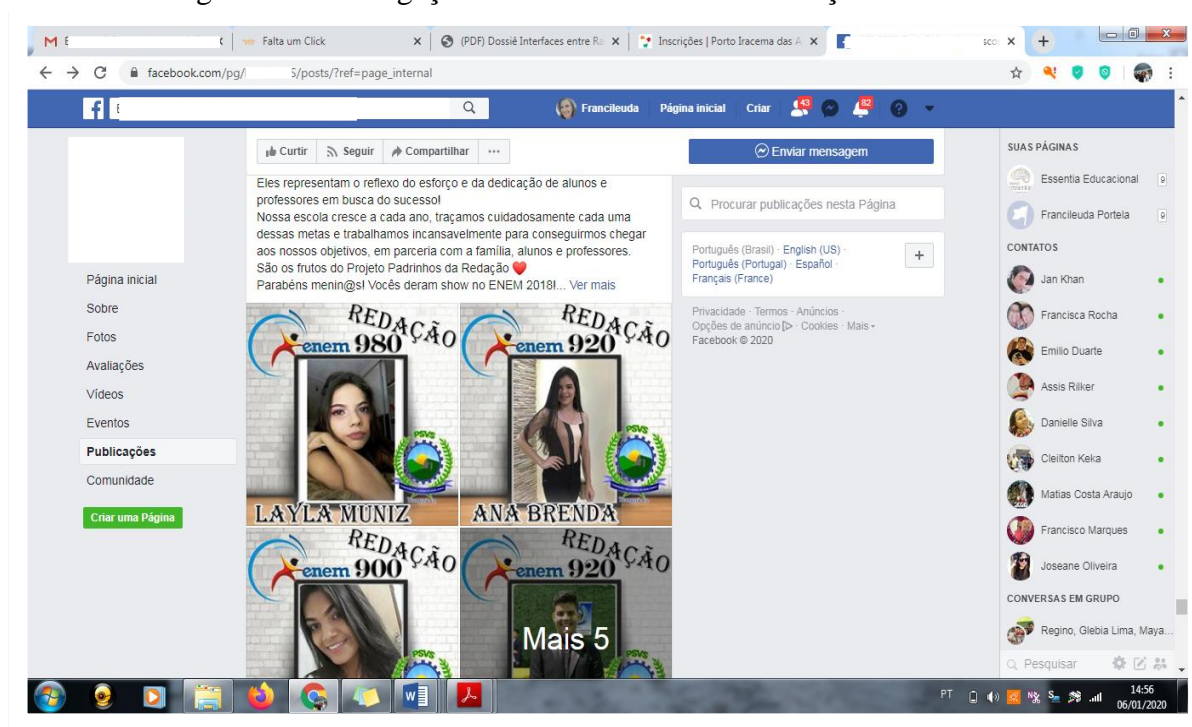 Falta um Click
(PDF) Dossiê Interfaces entre Ra
Inscrições | Porto Iracema das A
facebook.com/pg/
5/posts/?ref=page_internal
Francileuda
Página inicial
Criar
43
82
Curtir
Seguir
Compartilhar
Enviar mensagem
Eles representam o reflexo do esforço e da dedicação de alunos e
professores em busca do sucesso!
Nossa escola cresce a cada ano, traçamos cuidadosamente cada uma
dessas metas e trabalhamos incansavelmente para conseguirmos chegar
aos nossos objetivos, em parceria com a família, alunos e professores.
São os frutos do Projeto Padrinhos da Redação
Parabéns menin@s! Vocês deram show no ENEM 2018!... Ver mais
Página inicial
Sobre
Fotos
Avaliações
Vídeos
Eventos
Publicações
Comunidade
Criar uma Página
REDAÇÃO
enem 980
PSVS
LAYLA MUNIZ
REDAÇÃO
enem 920
PSVS
ANA BRENDA
REDAÇÃO
enem 900
PSVS
REDAÇÃO
enem 920
Mais 5
PSVS
Procurar publicações nesta Página
Português (Brasil) · English (US) ·
Português (Portugal) · Español ·
Français (France)
Privacidade · Termos · Anúncios ·
Opções de anúncio · Cookies · Mais
Facebook © 2020
SUAS PÁGINAS
Essentia Educacional
9
Francileuda Portela
9
CONTATOS
Jan Khan
Francisca Rocha
Emilio Duarte
Assis Rilker
Danielle Silva
Cleilton Keka
Matias Costa Araujo
Francisco Marques
Joseane Oliveira
CONVERSAS EM GRUPO
Regino, Glebia Lima, Maya...
Pesquisar
PT
14:56
06/01/2020